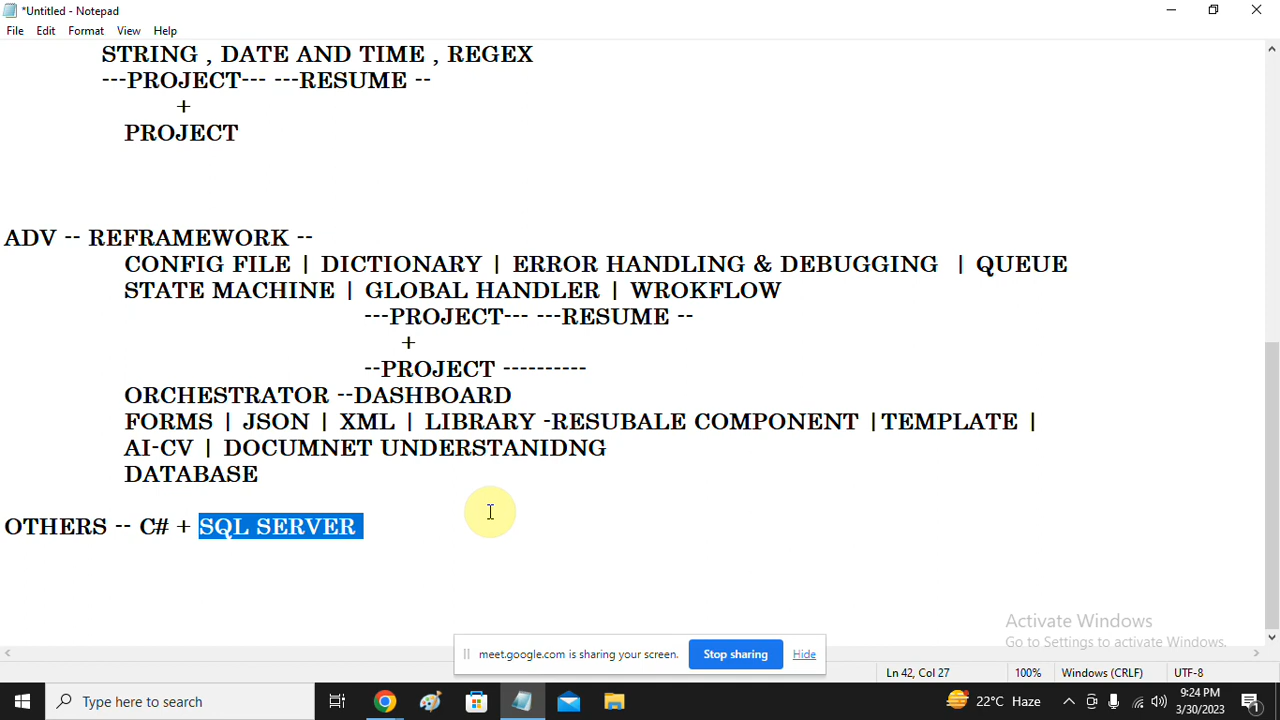 *Untitled - Notepad
File Edit Format View Help
STRING , DATE AND TIME , REGEX
---PROJECT--- ---RESUME --
+
PROJECT
ADV -- REFRAMEWORK --
CONFIG FILE | DICTIONARY | ERROR HANDLING & DEBUGGING | QUEUE
STATE MACHINE | GLOBAL HANDLER | WROKFLOW
---PROJECT--- ---RESUME --
+
--PROJECT ----------
ORCHESTRATOR --DASHBOARD
FORMS | JSON | XML | LIBRARY -RESUBALE COMPONENT |TEMPLATE |
AI-CV | DOCUMNET UNDERSTANIDNG
DATABASE
OTHERS -- C# + SQL SERVER
Activate Windows
Go to Settings to activate Windows.
meet.google.com is sharing your screen. Stop sharing Hide
Ln 42, Col 27 100% Windows (CRLF) UTF-8
Type here to search 22°C Haze 9:24 PM
3/30/2023 1